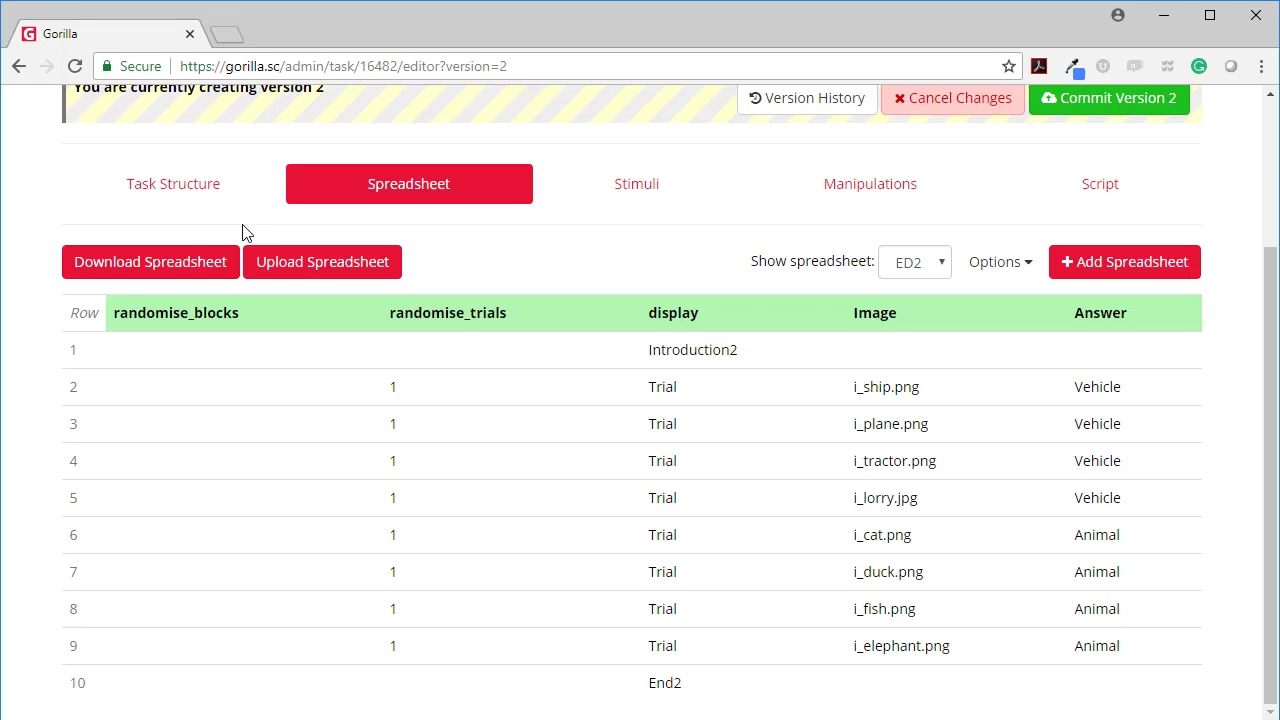 Gorilla
Secure https://gorilla.sc/admin/task/16482/editor?version=2
You are currently creating version 2
Version History Cancel Changes Commit Version 2
Task Structure Spreadsheet Stimuli Manipulations Script
Download Spreadsheet Upload Spreadsheet Show spreadsheet: ED2 Options Add Spreadsheet
Row randomise_blocks randomise_trials display Image Answer
1 Introduction2
2 1 Trial i_ship.png Vehicle
3 1 Trial i_plane.png Vehicle
4 1 Trial i_tractor.png Vehicle
5 1 Trial i_lorry.jpg Vehicle
6 1 Trial i_cat.png Animal
7 1 Trial i_duck.png Animal
8 1 Trial i_fish.png Animal
9 1 Trial i_elephant.png Animal
10 End2